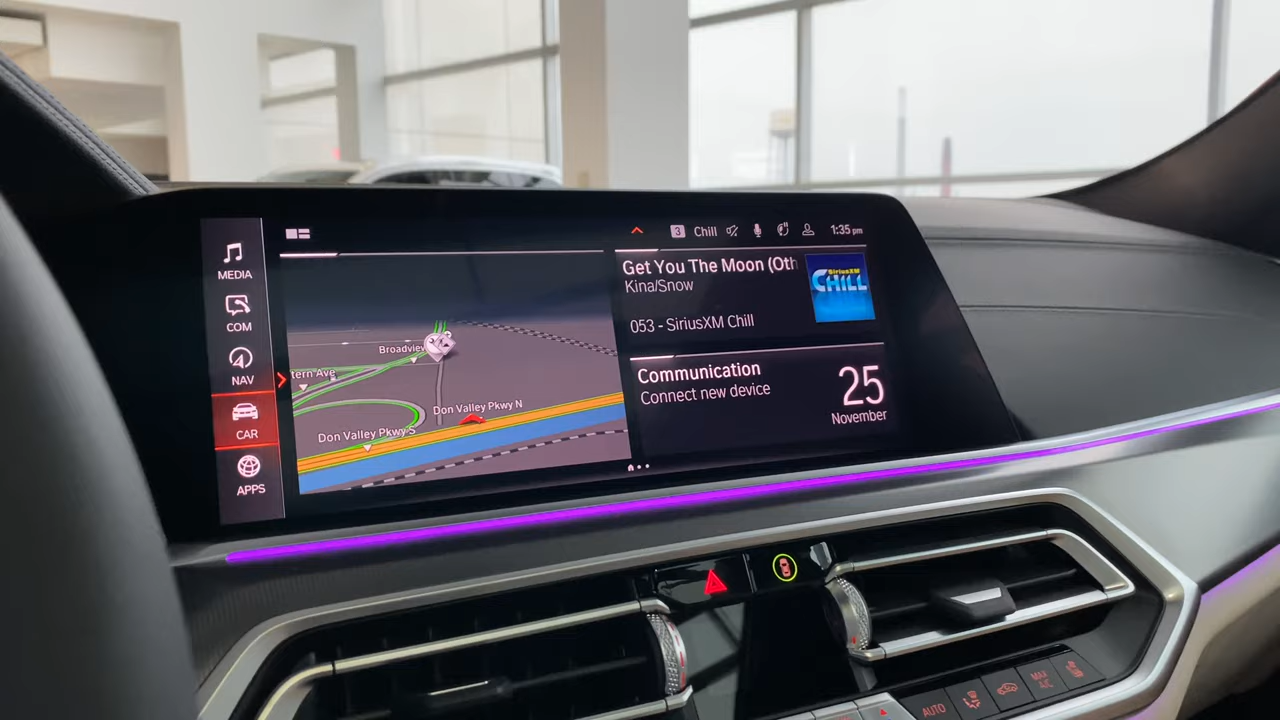 MEDIA
COM
NAV
CAR
APPS
3 Chill 1:35 pm
Get You The Moon (Oth
Kina/Snow
053 - SiriusXM Chill
SiriusXM
CHILL
Communication
Connect new device
25
November
Broadview
tern Ave
Don Valley Pkwy N
Don Valley Pkwy S
AUTO
MAX
A/C